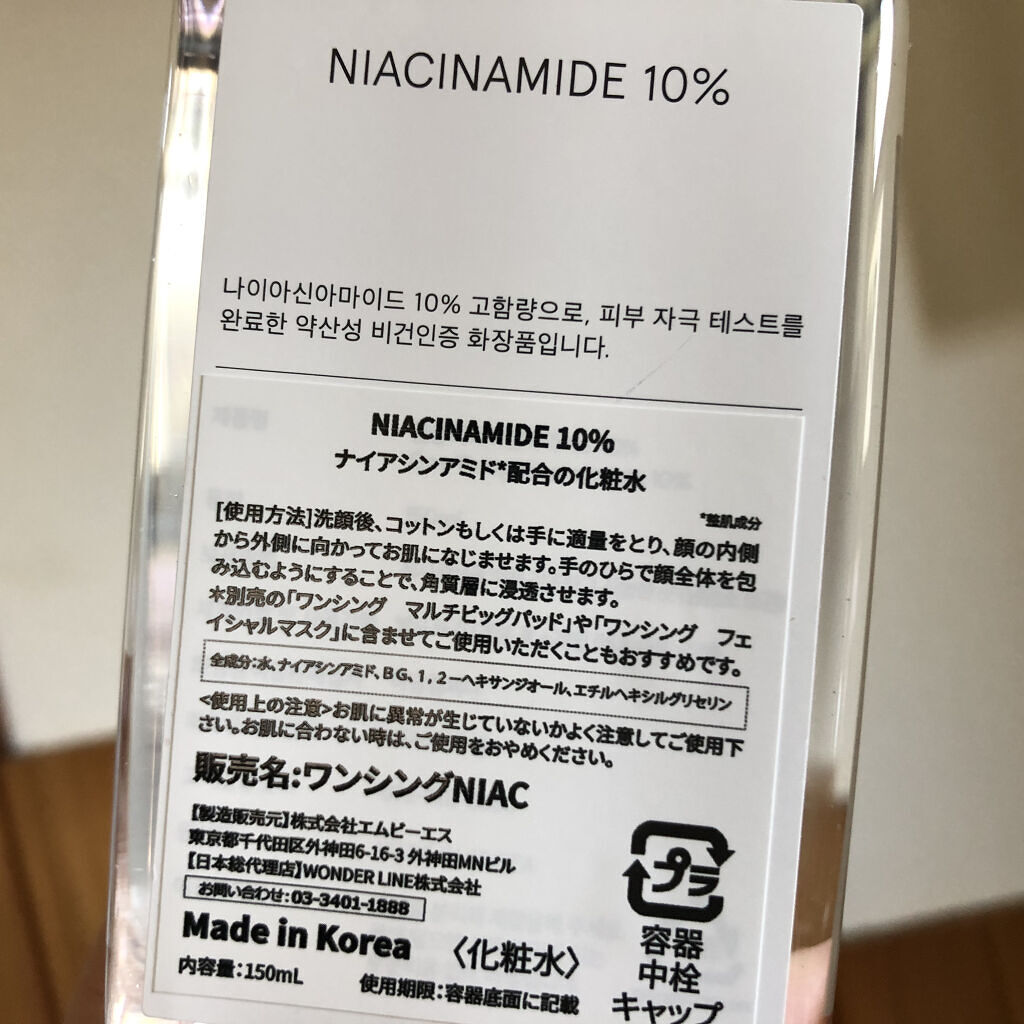 NIACINAMIDE 10%
나이아신아마이드 10% 고함량으로, 피부 자극 테스트를
완료한 약산성 비건인증 화장품입니다.
NIACINAMIDE 10%
ナイアシンアミド*配合の化粧水
*整肌成分
[使用方法]洗顔後、コットンもしくは手に適量をとり、顔の内側
から外側に向かってお肌になじませます。手のひらで顔全体を包
み込むようにすることで、角質層に浸透させます。
*別売の「ワンシング マルチビッグパッド」や「ワンシング フェ
イシャルマスク」に含ませてご使用いただくこともおすすめです。
全成分:水、ナイアシンアミド、BG、1,2-ヘキサンジオール、エチルヘキシルグリセリン
<使用上の注意>お肌に異常が生じていないかよく注意してご使用下
さい。お肌に合わない時は、ご使用をおやめください。
販売名:ワンシングNIAC
【製造販売元】株式会社エムピーエス
東京都千代田区外神田6-16-3 外神田MNビル
【日本総代理店】WONDER LINE株式会社
お問い合わせ:03-3401-1888
Made in Korea 〈化粧水〉
内容量:150mL 使用期限:容器底面に記載
プラ
容器
中栓
キャップ